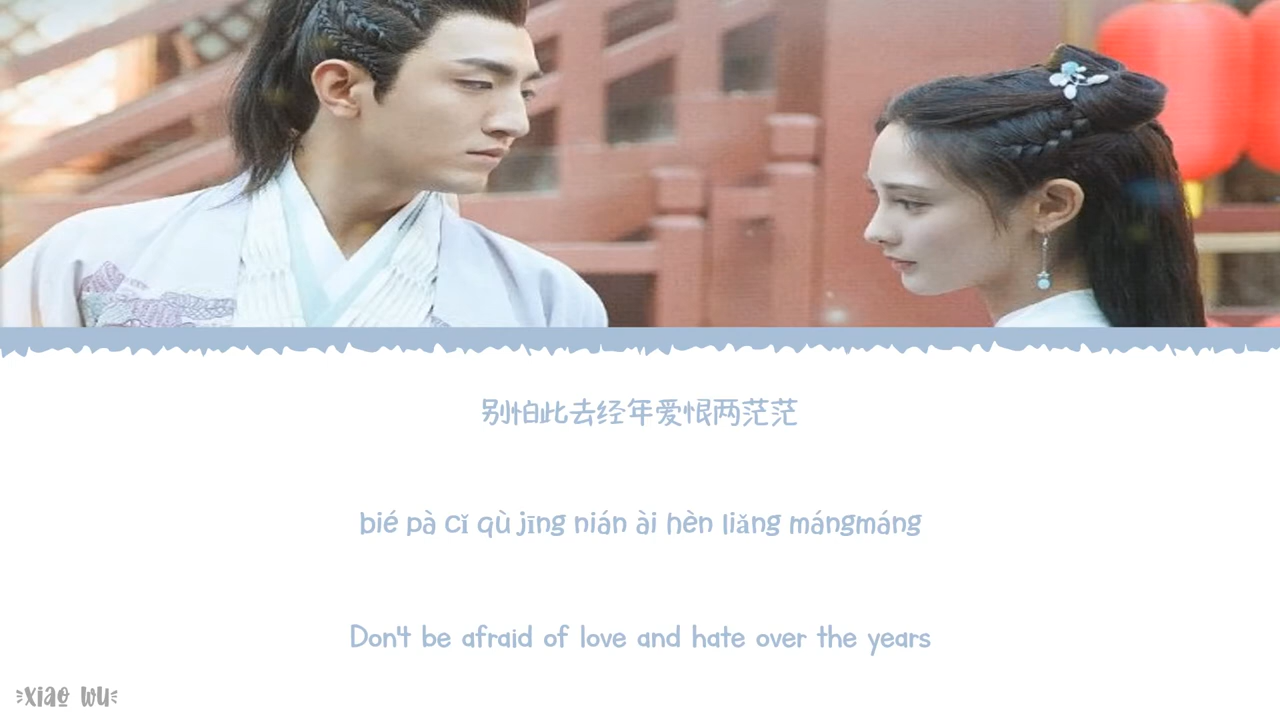 别怕此去经年爱恨两茫茫
bié pà cǐ qù jīng nián ài hèn liǎng mángmáng
Don't be afraid of love and hate over the years
xiao wu